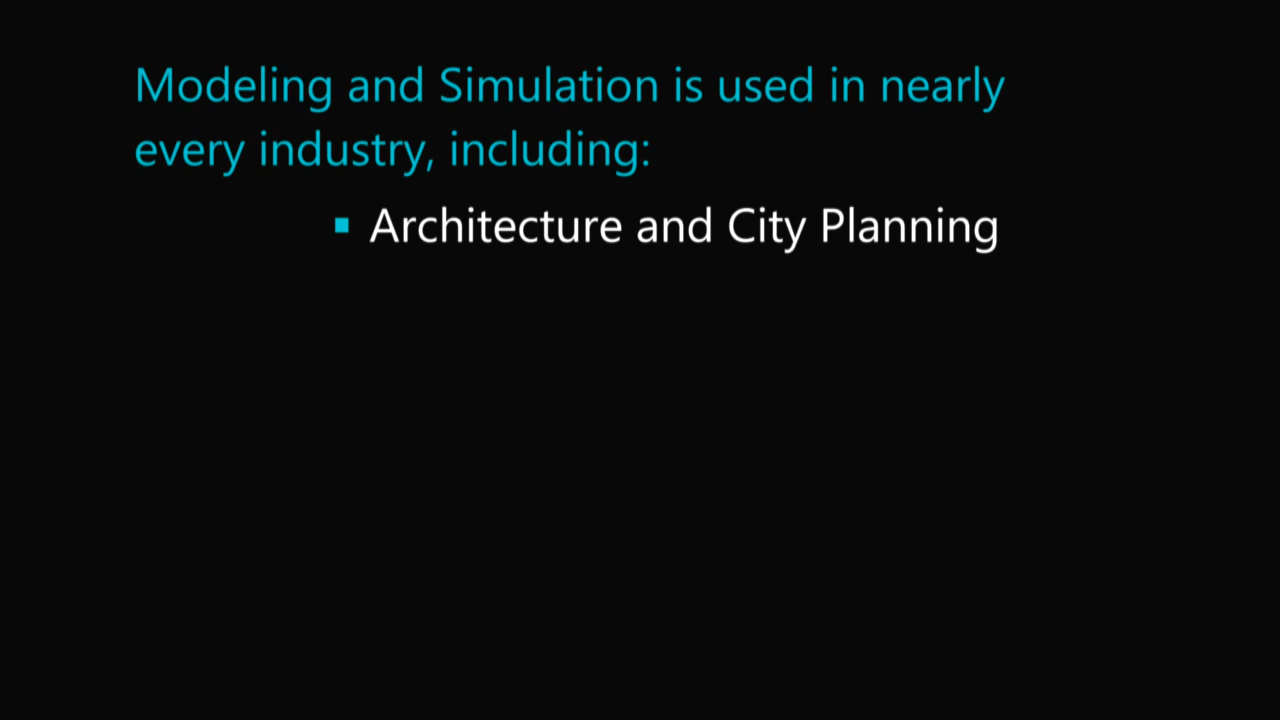 Modeling and Simulation is used in nearly
every industry, including:
▪ Architecture and City Planning